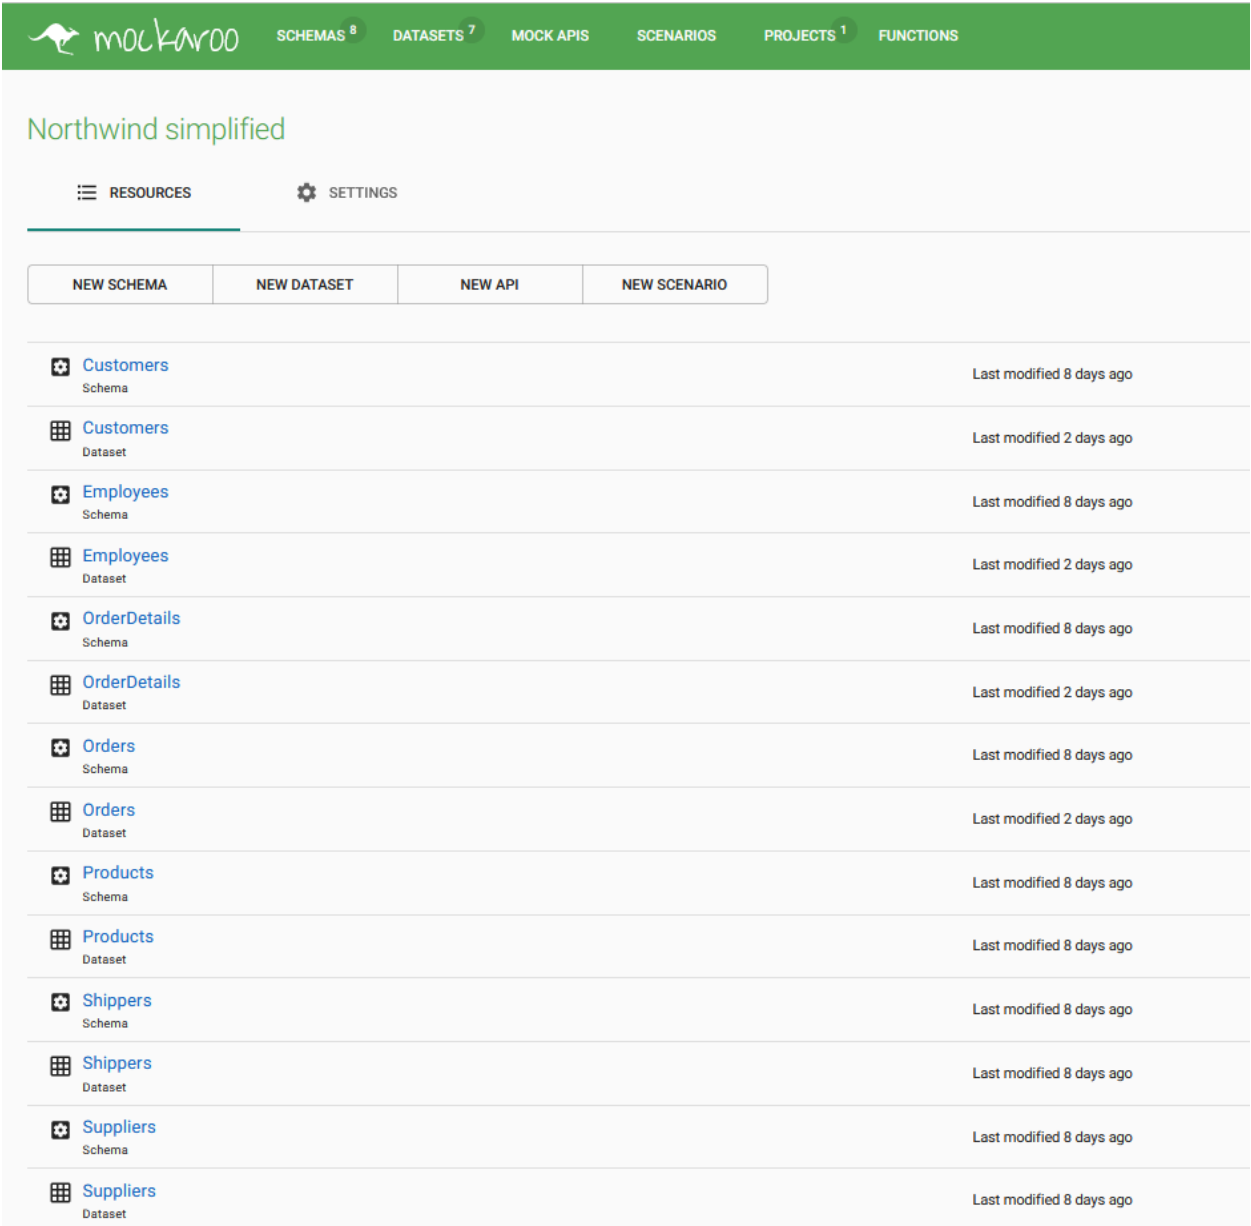 mockaroo SCHEMAS 8 DATASETS 7 MOCK APIS SCENARIOS PROJECTS 1 FUNCTIONS
Northwind simplified
RESOURCES SETTINGS
NEW SCHEMA NEW DATASET NEW API NEW SCENARIO
Customers
Schema
Last modified 8 days ago
Customers
Dataset
Last modified 2 days ago
Employees
Schema
Last modified 8 days ago
Employees
Dataset
Last modified 2 days ago
OrderDetails
Schema
Last modified 8 days ago
OrderDetails
Dataset
Last modified 2 days ago
Orders
Schema
Last modified 8 days ago
Orders
Dataset
Last modified 2 days ago
Products
Schema
Last modified 8 days ago
Products
Dataset
Last modified 8 days ago
Shippers
Schema
Last modified 8 days ago
Shippers
Dataset
Last modified 8 days ago
Suppliers
Schema
Last modified 8 days ago
Suppliers
Dataset
Last modified 8 days ago